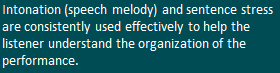 Intonation (speech melody) and sentence stress
are consistently used effectively to help the
listener understand the organization of the
performance.